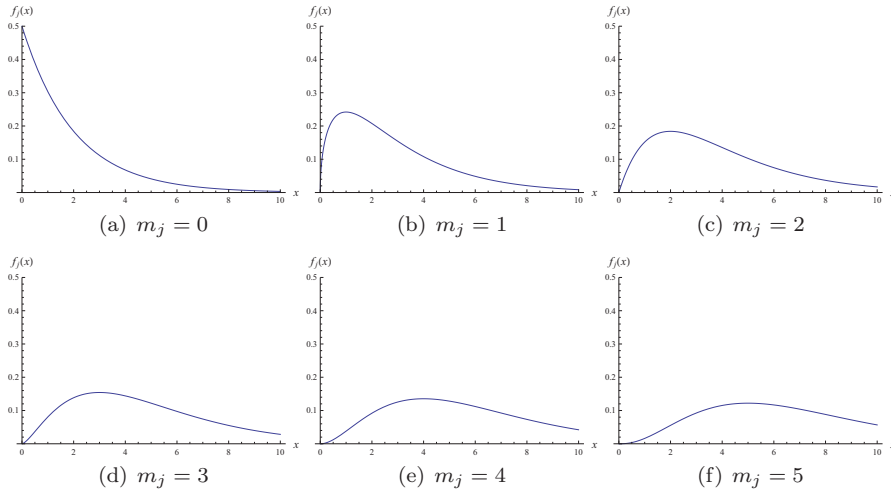 f_j(x) f_j(x) f_j(x)
0.5 0.5 0.5
0.4 0.4 0.4
0.3 0.3 0.3
0.2 0.2 0.2
0.1 0.1 0.1
0 2 4 6 8 10 x 0 2 4 6 8 10 x 0 2 4 6 8 10
(a) m_j = 0 (b) m_j = 1 (c) m_j = 2
f_j(x) f_j(x) f_j(x)
0.5 0.5 0.5
0.4 0.4 0.4
0.3 0.3 0.3
0.2 0.2 0.2
0.1 0.1 0.1
0 2 4 6 8 10 x 0 2 4 6 8 10 x 0 2 4 6 8 10
(d) m_j = 3 (e) m_j = 4 (f) m_j = 5